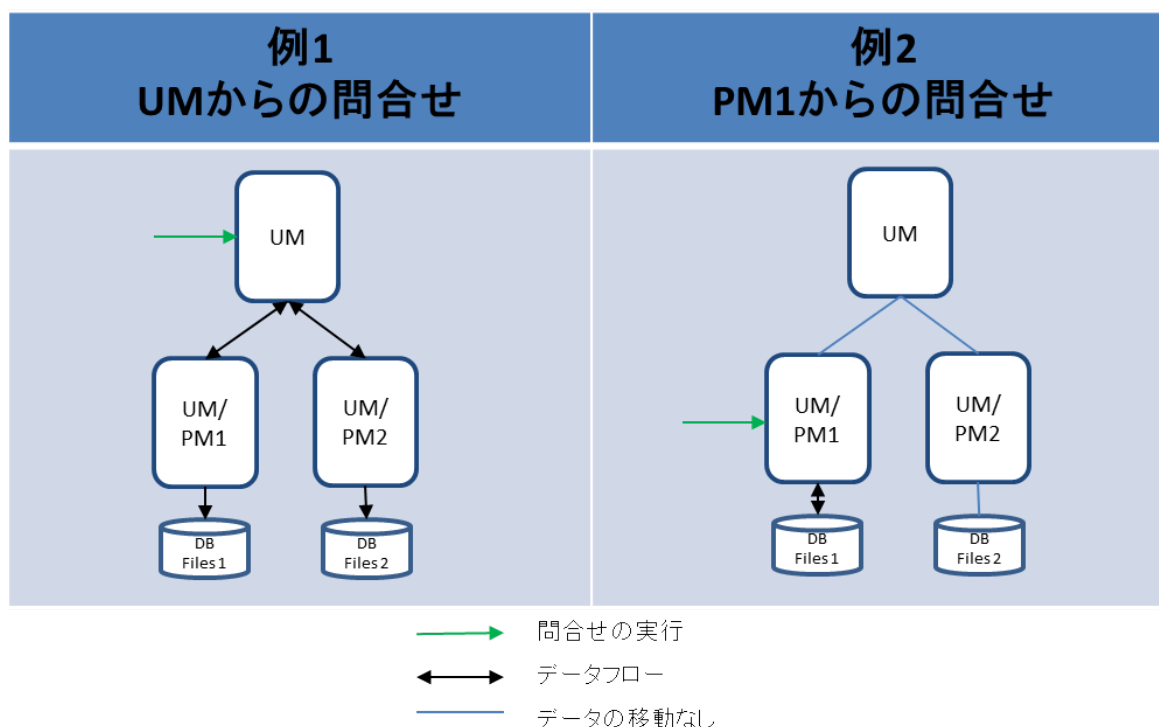 例1
UMからの問合せ
例2
PM1からの問合せ
UM
UM/
PM1
UM/
PM2
DB
Files 1
DB
Files 2
UM
UM/
PM1
UM/
PM2
DB
Files 1
DB
Files 2
問合せの実行
データフロー
データの移動なし